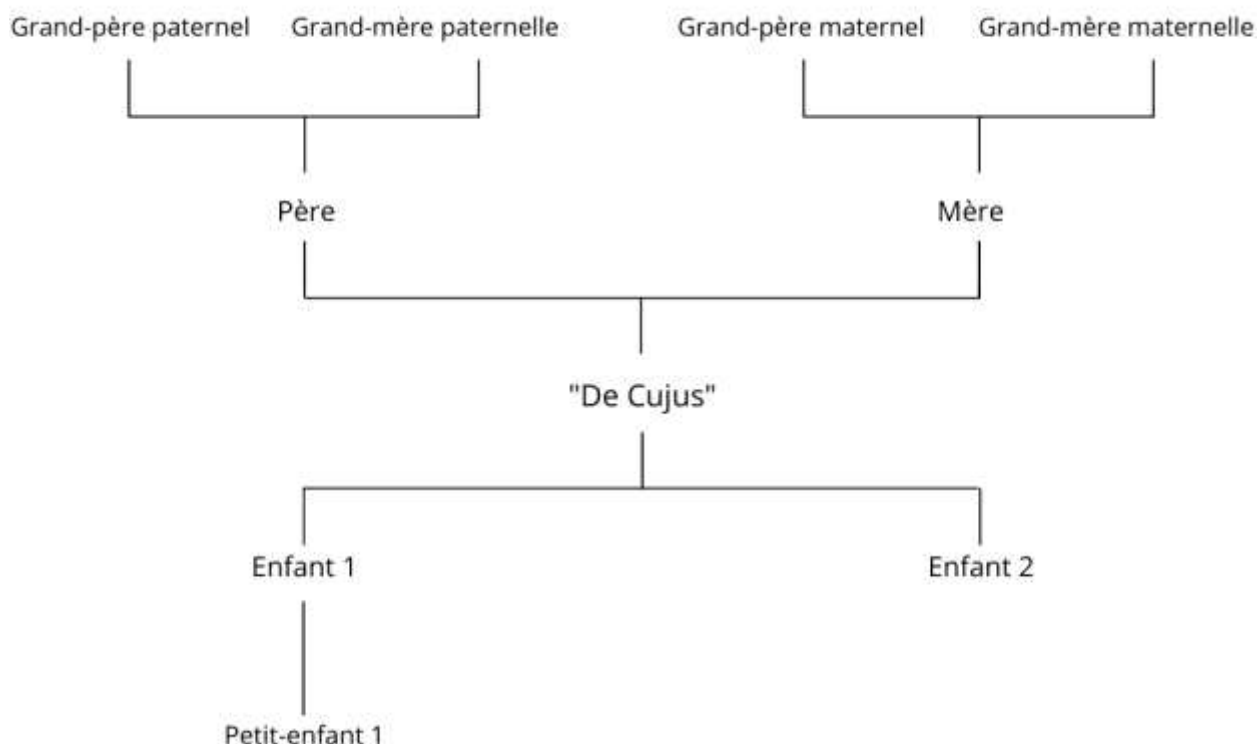 Grand-père paternel Grand-mère paternelle Grand-père maternel Grand-mère maternelle
Père Mère
"De Cujus"
Enfant 1 Enfant 2
Petit-enfant 1